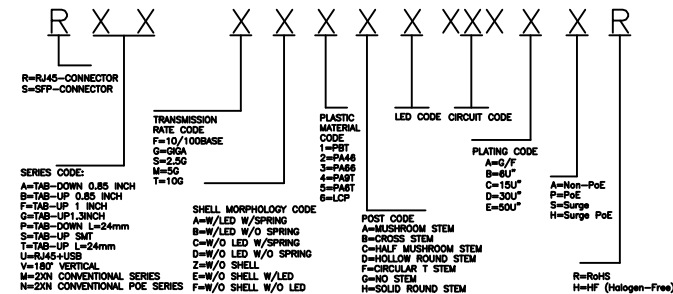 R X X X X X X X XXX X X R
R=RJ45-CONNECTOR
S=SFP-CONNECTOR
SERIES CODE:
A=TAB-DOWN 0.85 INCH
B=TAB-UP 0.85 INCH
F=TAB-UP 1 INCH
G=TAB-UP1.3INCH
P=TAB-DOWN L=24mm
S=TAB-UP SMT
T=TAB-UP L=24mm
U=RJ45+USB
V=180° VERTICAL
M=2XN CONVENTIONAL SERIES
N=2XN CONVENTIONAL POE SERIES
TRANSMISSION
RATE CODE
F=10/100BASE
G=GIGA
S=2.5G
M=5G
T=10G
SHELL MORPHOLOGY CODE
A=W/LED W/SPRING
B=W/LED W/O SPRING
C=W/O LED W/SPRING
D=W/O LED W/O SPRING
Z=W/O SHELL
E=W/O SHELL W/LED
F=W/O SHELL W/O LED
PLASTIC
MATERIAL
CODE
1=PBT
2=PA46
3=PA66
4=PA9T
5=PA6T
6=LCP
POST CODE
A=MUSHROOM STEM
B=CROSS STEM
C=HALF MUSHROOM STEM
D=HOLLOW ROUND STEM
F=CIRCULAR T STEM
G=NO STEM
H=SOLID ROUND STEM
LED CODE
CIRCUIT CODE
PLATING CODE
A=G/F
B=6U"
C=15U"
D=30U"
E=50U"
A=Non-PoE
P=PoE
S=Surge
H=Surge PoE
R=RoHS
H=HF (Halogen-Free)